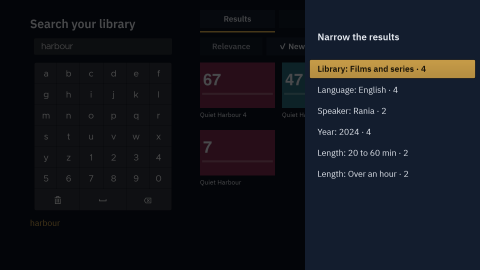 Search your library
harbour
a b c d e f
g h i j k l
m n o p q r
s t u v w x
y z 1 2 3 4
5 6 7 8 9 0
harbour
Results
Relevance
✓ New
67
Quiet Harbour 4
47
Quiet H
7
Quiet Harbour
Narrow the results
Library: Films and series · 4
Language: English · 4
Speaker: Rania · 2
Year: 2024 · 4
Length: 20 to 60 min · 2
Length: Over an hour · 2